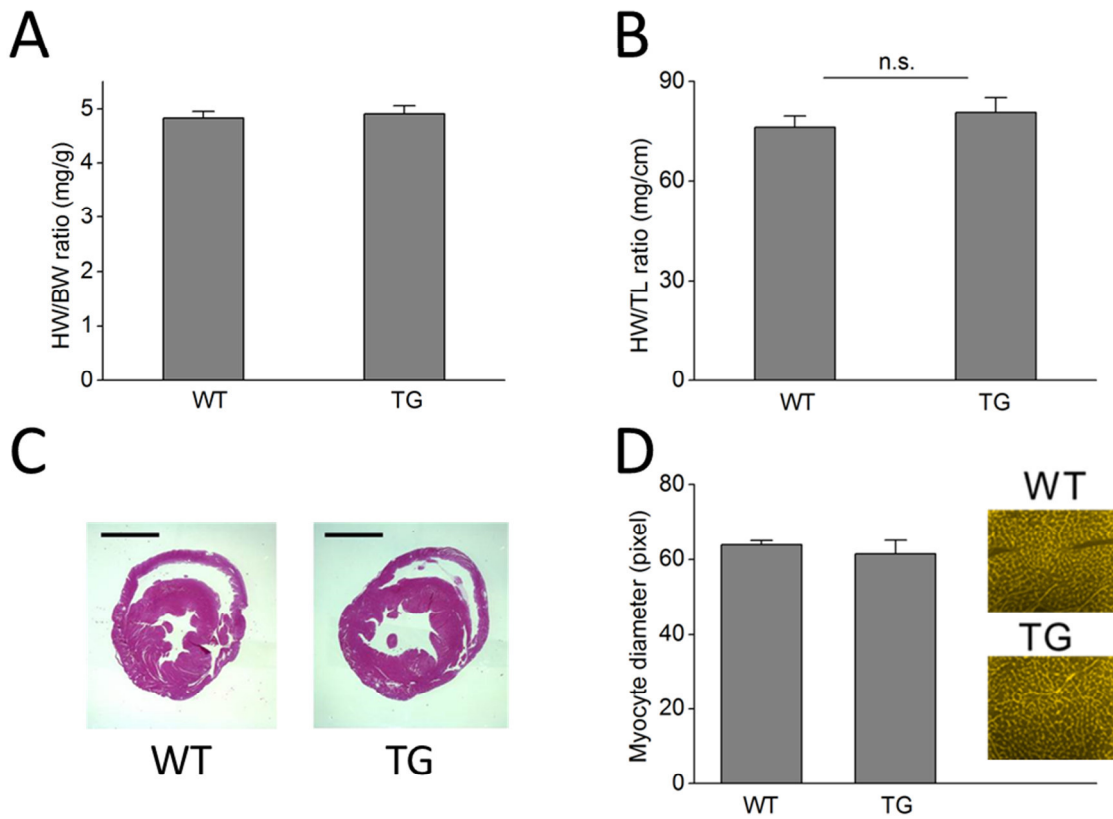 A
HW/BW ratio (mg/g)
5
4
3
2
1
0
WT TG
B
n.s.
HW/TL ratio (mg/cm)
90
60
30
0
WT TG
C
WT TG
D
Myocyte diameter (pixel)
80
60
40
20
0
WT TG
WT
TG